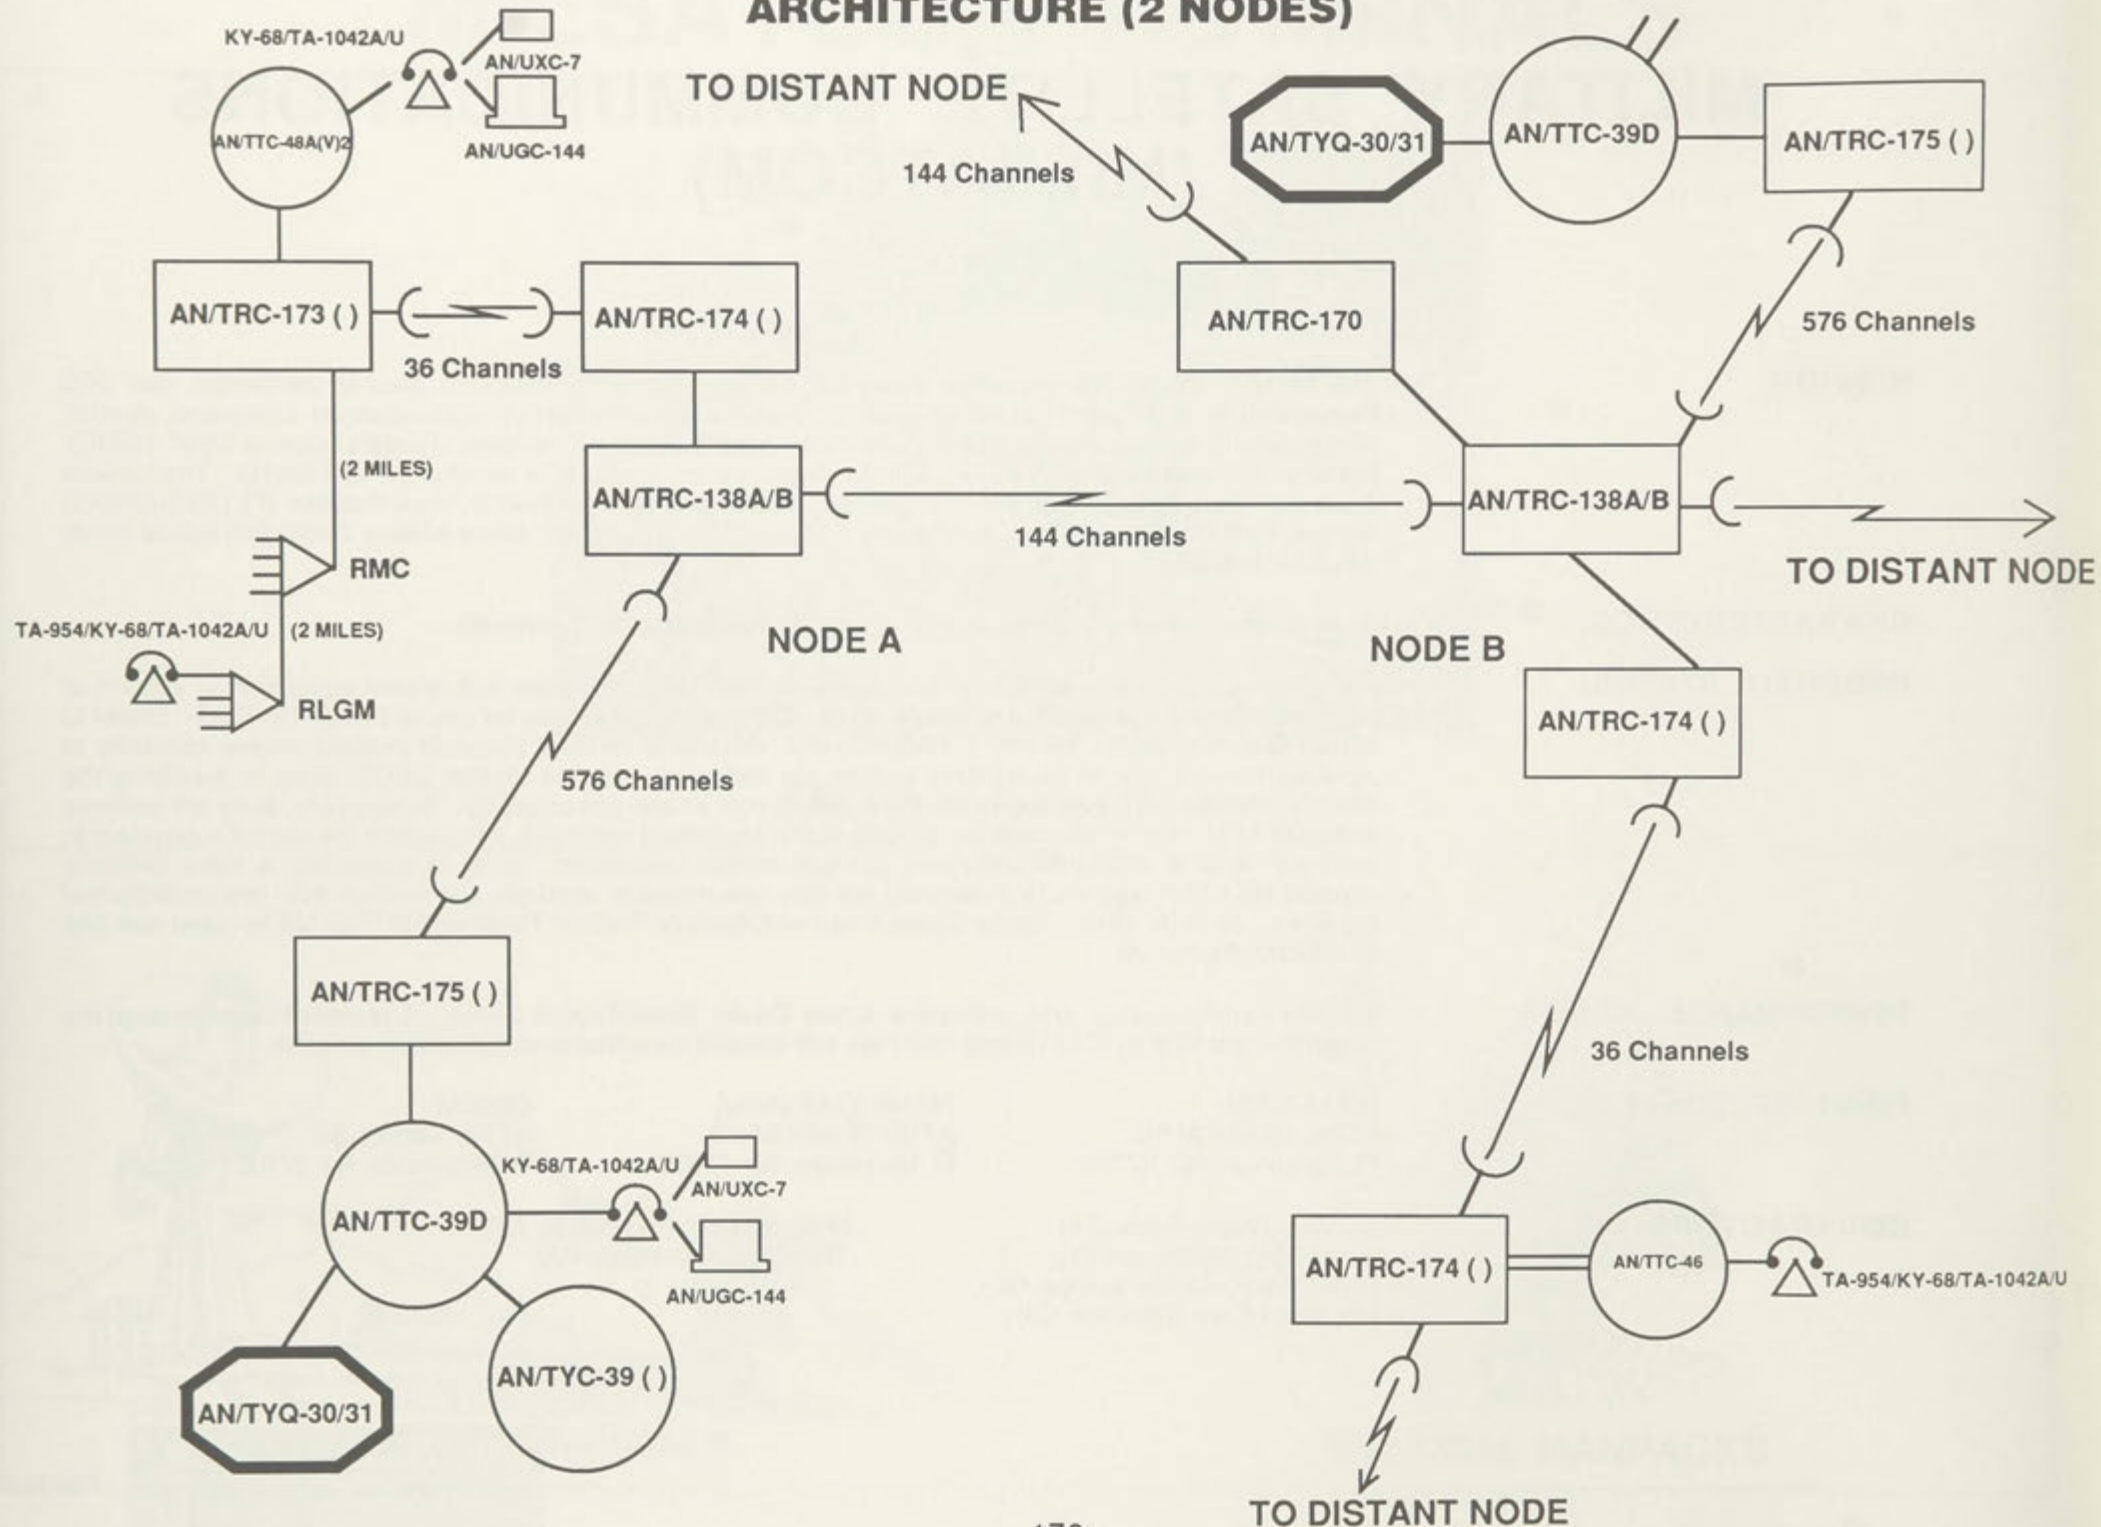 ARCHITECTURE (2 NODES)
KY-68/TA-1042A/U
AN/UXC-7
AN/UGC-144
AN/TTC-48A(V)2
TO DISTANT NODE
144 Channels
AN/TYQ-30/31
AN/TTC-39D
AN/TRC-175 ( )
AN/TRC-173 ( )
36 Channels
AN/TRC-174 ( )
AN/TRC-170
576 Channels
(2 MILES)
AN/TRC-138A/B
144 Channels
AN/TRC-138A/B
TO DISTANT NODE
RMC
TA-954/KY-68/TA-1042A/U
(2 MILES)
RLGM
NODE A
NODE B
576 Channels
AN/TRC-174 ( )
AN/TRC-175 ( )
36 Channels
AN/TTC-39D
KY-68/TA-1042A/U
AN/UXC-7
AN/UGC-144
AN/TYC-39 ( )
AN/TYQ-30/31
AN/TRC-174 ( )
AN/TTC-46
TA-954/KY-68/TA-1042A/U
TO DISTANT NODE